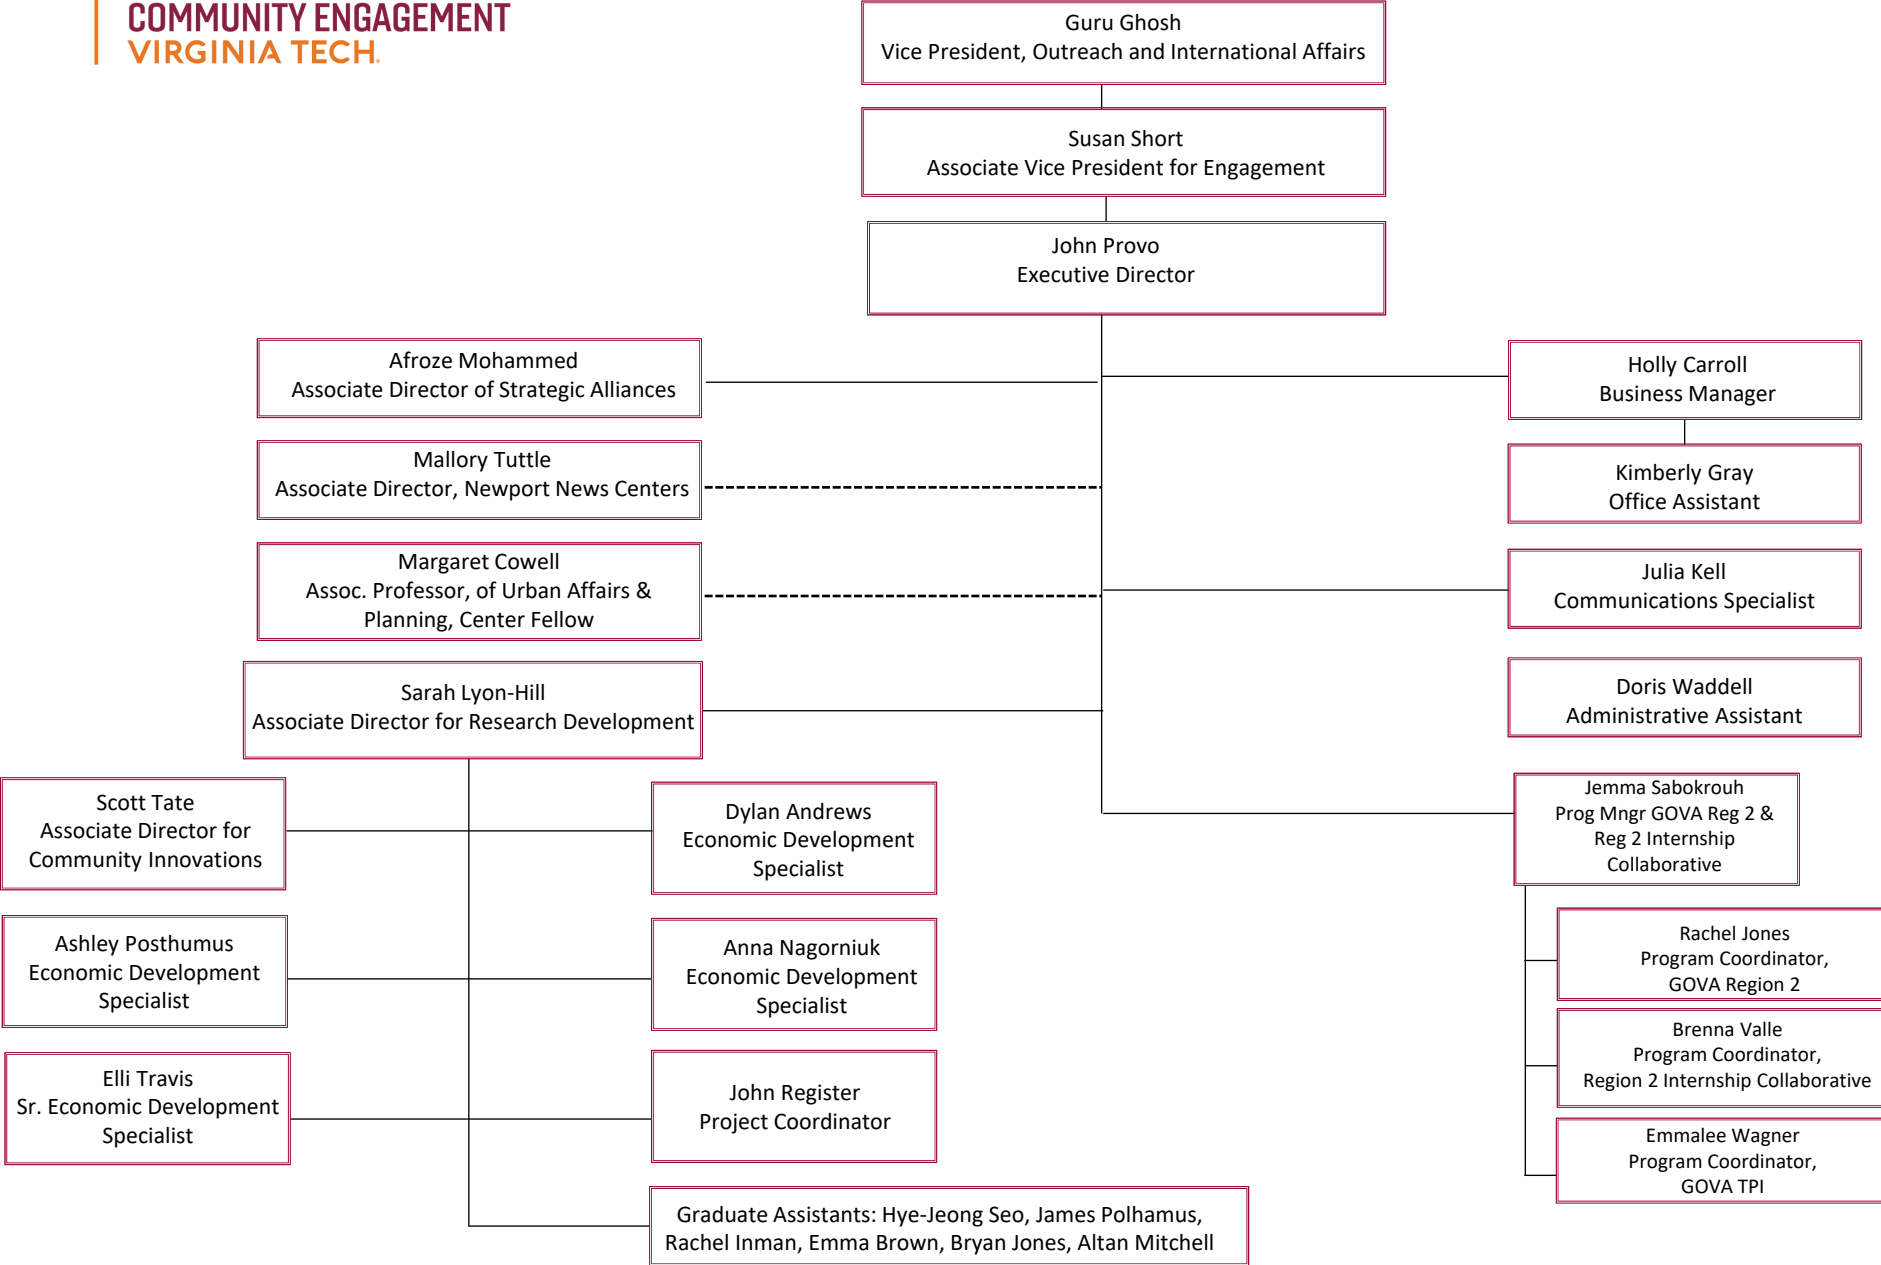 COMMUNITY ENGAGEMENT
VIRGINIA TECH.
Guru Ghosh
Vice President, Outreach and International Affairs
Susan Short
Associate Vice President for Engagement
John Provo
Executive Director
Afroze Mohammed
Associate Director of Strategic Alliances
Mallory Tuttle
Associate Director, Newport News Centers
Margaret Cowell
Assoc. Professor, of Urban Affairs &
Planning, Center Fellow
Sarah Lyon-Hill
Associate Director for Research Development
Scott Tate
Associate Director for
Community Innovations
Ashley Posthumus
Economic Development
Specialist
Elli Travis
Sr. Economic Development
Specialist
Dylan Andrews
Economic Development
Specialist
Anna Nagorniuk
Economic Development
Specialist
John Register
Project Coordinator
Graduate Assistants: Hye-Jeong Seo, James Polhamus,
Rachel Inman, Emma Brown, Bryan Jones, Altan Mitchell
Holly Carroll
Business Manager
Kimberly Gray
Office Assistant
Julia Kell
Communications Specialist
Doris Waddell
Administrative Assistant
Jemma Sabokrouh
Prog Mngr GOVA Reg 2 &
Reg 2 Internship
Collaborative
Rachel Jones
Program Coordinator,
GOVA Region 2
Brenna Valle
Program Coordinator,
Region 2 Internship Collaborative
Emmalee Wagner
Program Coordinator,
GOVA TPI